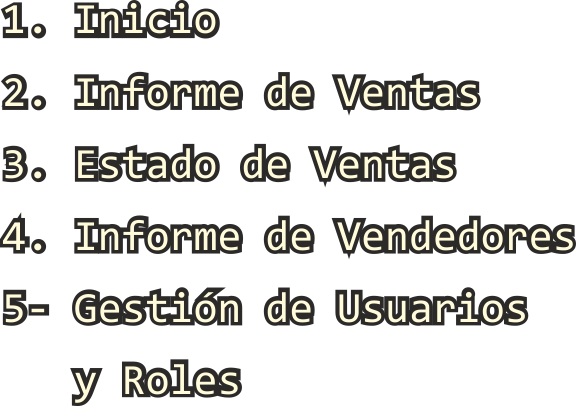 1. Inicio
2. Informe de Ventas
3. Estado de Ventas
4. Informe de Vendedores
5- Gestión de Usuarios
y Roles